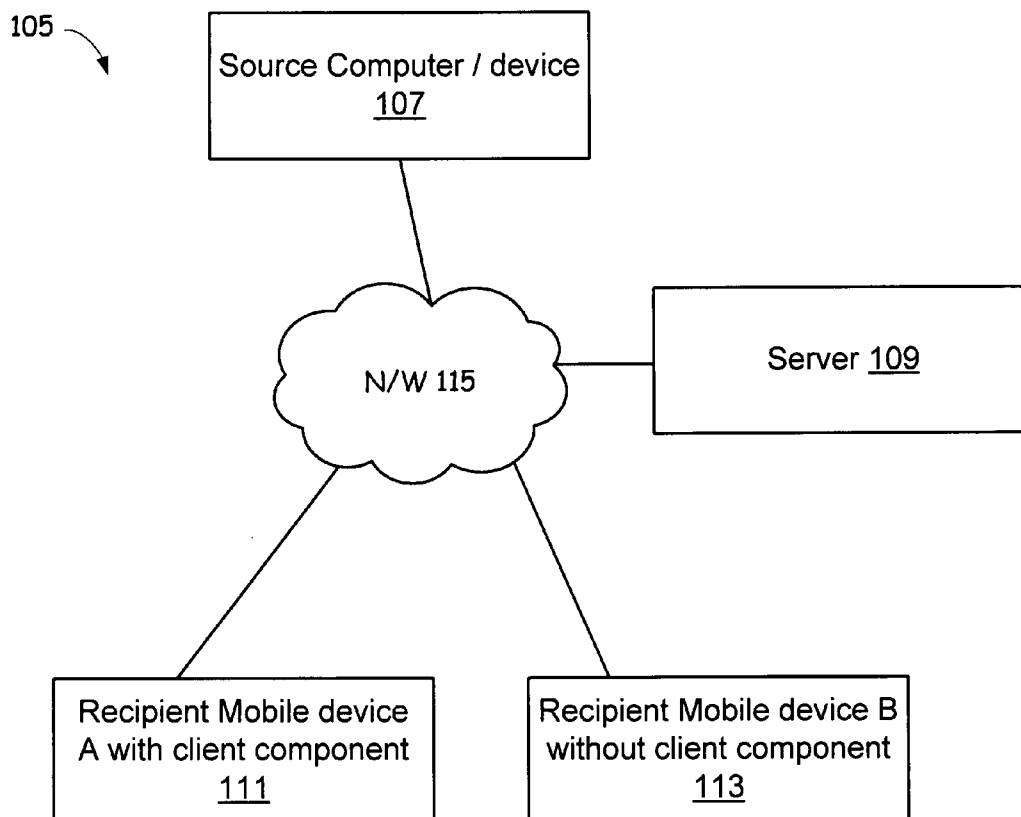 105
Source Computer / device
107
N/W 115
Server 109
Recipient Mobile device
A with client component
111
Recipient Mobile device B
without client component
113